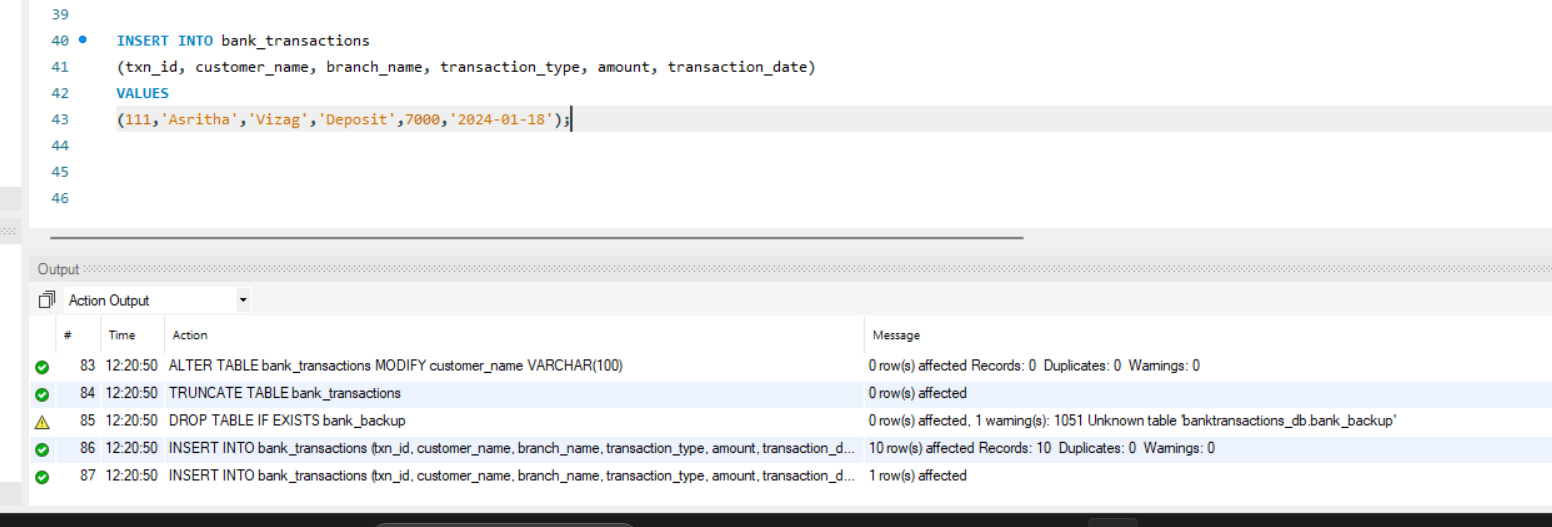 39
40 INSERT INTO bank_transactions
41 (txn_id, customer_name, branch_name, transaction_type, amount, transaction_date)
42 VALUES
43 (111,'Asritha','Vizag','Deposit',7000,'2024-01-18');
44
45
46
Output
Action Output
# Time Action Message
83 12:20:50 ALTER TABLE bank_transactions MODIFY customer_name VARCHAR(100) 0 row(s) affected Records: 0 Duplicates: 0 Warnings: 0
84 12:20:50 TRUNCATE TABLE bank_transactions 0 row(s) affected
85 12:20:50 DROP TABLE IF EXISTS bank_backup 0 row(s) affected, 1 warning(s): 1051 Unknown table 'banktransactions_db.bank_backup'
86 12:20:50 INSERT INTO bank_transactions (txn_id, customer_name, branch_name, transaction_type, amount, transaction_d... 10 row(s) affected Records: 10 Duplicates: 0 Warnings: 0
87 12:20:50 INSERT INTO bank_transactions (txn_id, customer_name, branch_name, transaction_type, amount, transaction_d... 1 row(s) affected